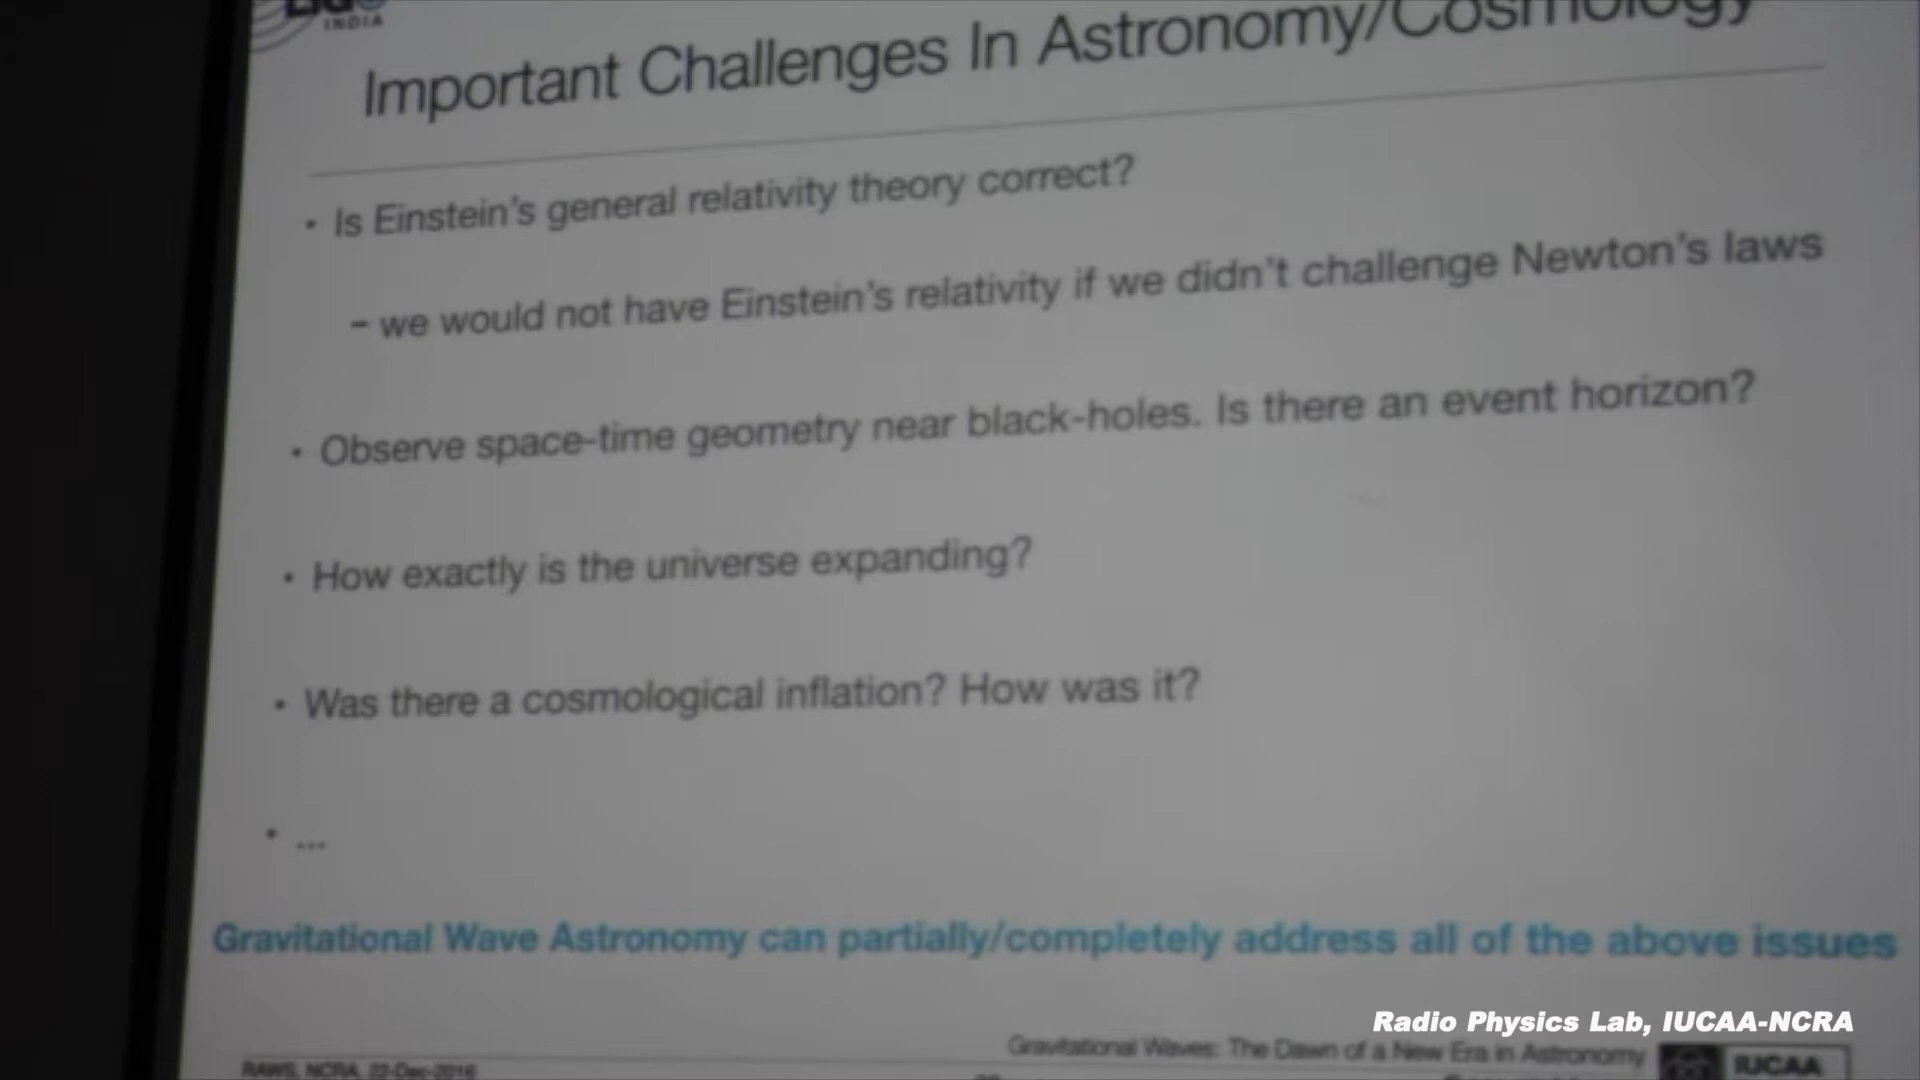 INDIA
Important Challenges In Astronomy/Cosmology
• Is Einstein's general relativity theory correct?
– we would not have Einstein's relativity if we didn't challenge Newton's laws
• Observe space-time geometry near black-holes. Is there an event horizon?
• How exactly is the universe expanding?
• Was there a cosmological inflation? How was it?
• ...
Gravitational Wave Astronomy can partially/completely address all of the above issues
Radio Physics Lab, IUCAA-NCRA
Gravitational Waves: The Dawn of a New Era in Astronomy
RAWS, NCRA, 22-Dec-2016
IUCAA